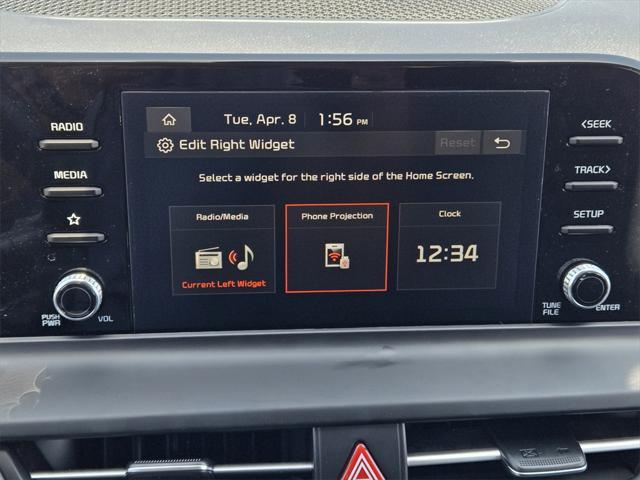 RADIO
MEDIA
PUSH PWR
VOL
Tue, Apr. 8 1:56 PM
Edit Right Widget Reset
Select a widget for the right side of the Home Screen.
Radio/Media
Current Left Widget
Phone Projection
Clock
12:34
<SEEK
TRACK>
SETUP
TUNE FILE
ENTER